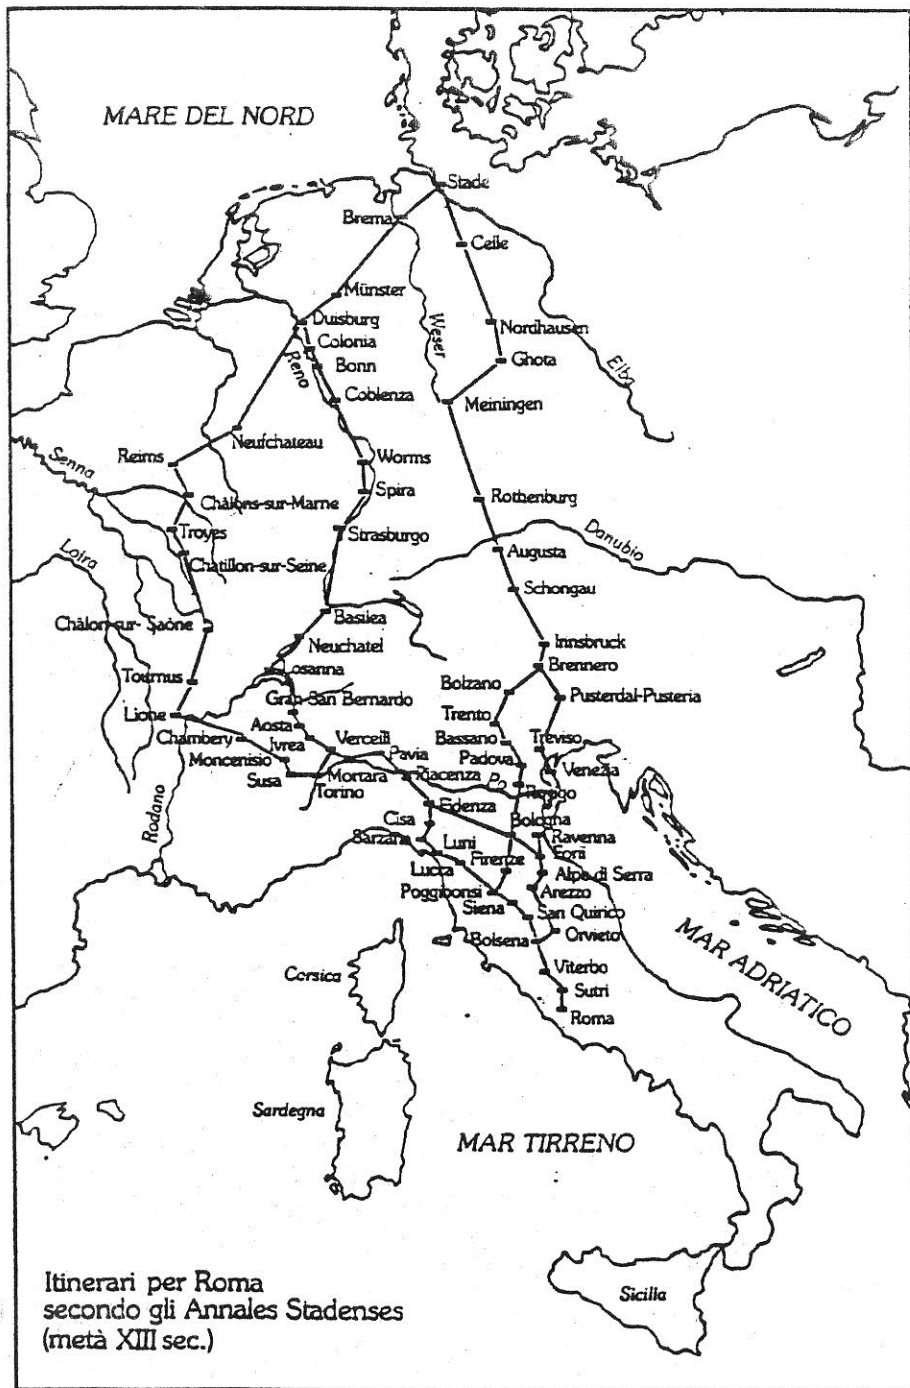 MARE DEL NORD
Stade
Brema
Celle
Münster
Duisburg
Weser
Nordhausen
Colonia
Reno
Bonn
Ghota
Elba
Coblenza
Meiningen
Neufchateau
Reims
Worms
Senna
Spira
Châlons-sur-Marne
Rothenburg
Troyes
Strasburgo
Danubio
Loira
Augusta
Chatillon-sur-Seine
Schongau
Basilea
Châlon-sur-Saône
Neuchatel
Innsbruck
Losanna
Brennero
Tournus
Bolzano
Pusterdal-Pusteria
Gran San Bernardo
Lione
Aosta
Trento
Chambery
Ivrea
Vercelli
Bassano
Treviso
Moncenisio
Pavia
Padova
Venezia
Susa
Mortara
Piacenza
Po
Torino
Rodano
Fidenza
Cisa
Bologna
Ravenna
Sarzana
Luni
Firenze
Forlì
Lucca
Alpe di Serra
Poggibonsi
Arezzo
Siena
San Quirico
Bolsena
Orvieto
MAR ADRIATICO
Viterbo
Corsica
Sutri
Roma
Sardegna
MAR TIRRENO
Sicilia
Itinerari per Roma
secondo gli Annales Stadenses
(metà XIII sec.)